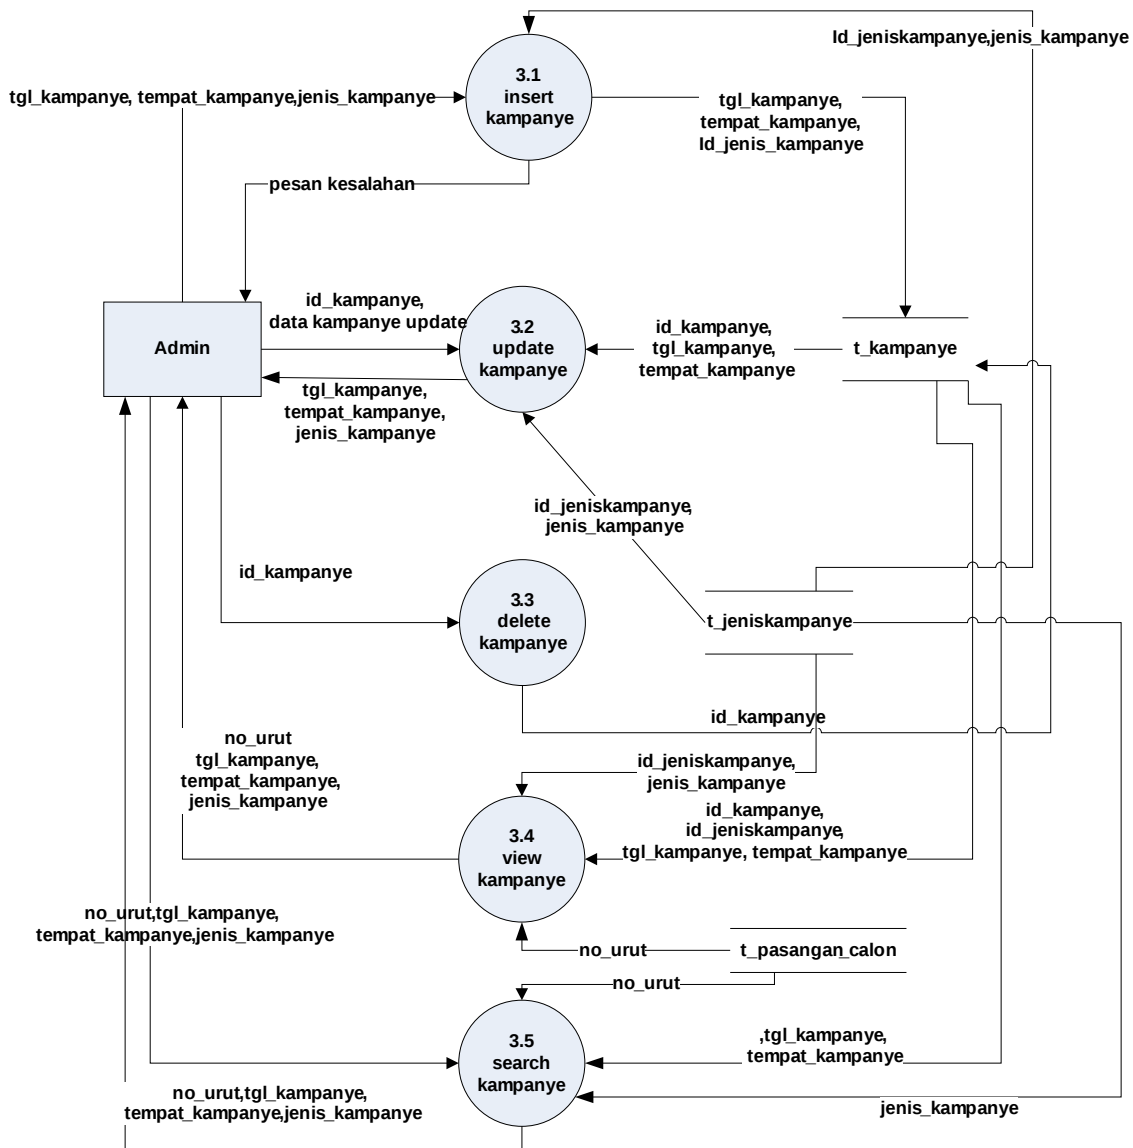 Id_jeniskampanye,jenis_kampanye
3.1
insert
kampanye
tgl_kampanye, tempat_kampanye,jenis_kampanye
tgl_kampanye,
tempat_kampanye,
Id_jenis_kampanye
pesan kesalahan
id_kampanye,
data kampanye update
Admin
3.2
update
kampanye
id_kampanye,
tgl_kampanye,
tempat_kampanye
t_kampanye
tgl_kampanye,
tempat_kampanye,
jenis_kampanye
id_jeniskampanye,
jenis_kampanye
id_kampanye
3.3
delete
kampanye
t_jeniskampanye
id_kampanye
no_urut
tgl_kampanye,
tempat_kampanye,
jenis_kampanye
id_jeniskampanye,
jenis_kampanye
3.4
view
kampanye
id_kampanye,
id_jeniskampanye,
tgl_kampanye, tempat_kampanye
no_urut,tgl_kampanye,
tempat_kampanye,jenis_kampanye
no_urut
t_pasangan_calon
no_urut
3.5
search
kampanye
,tgl_kampanye,
tempat_kampanye
no_urut,tgl_kampanye,
tempat_kampanye,jenis_kampanye
jenis_kampanye